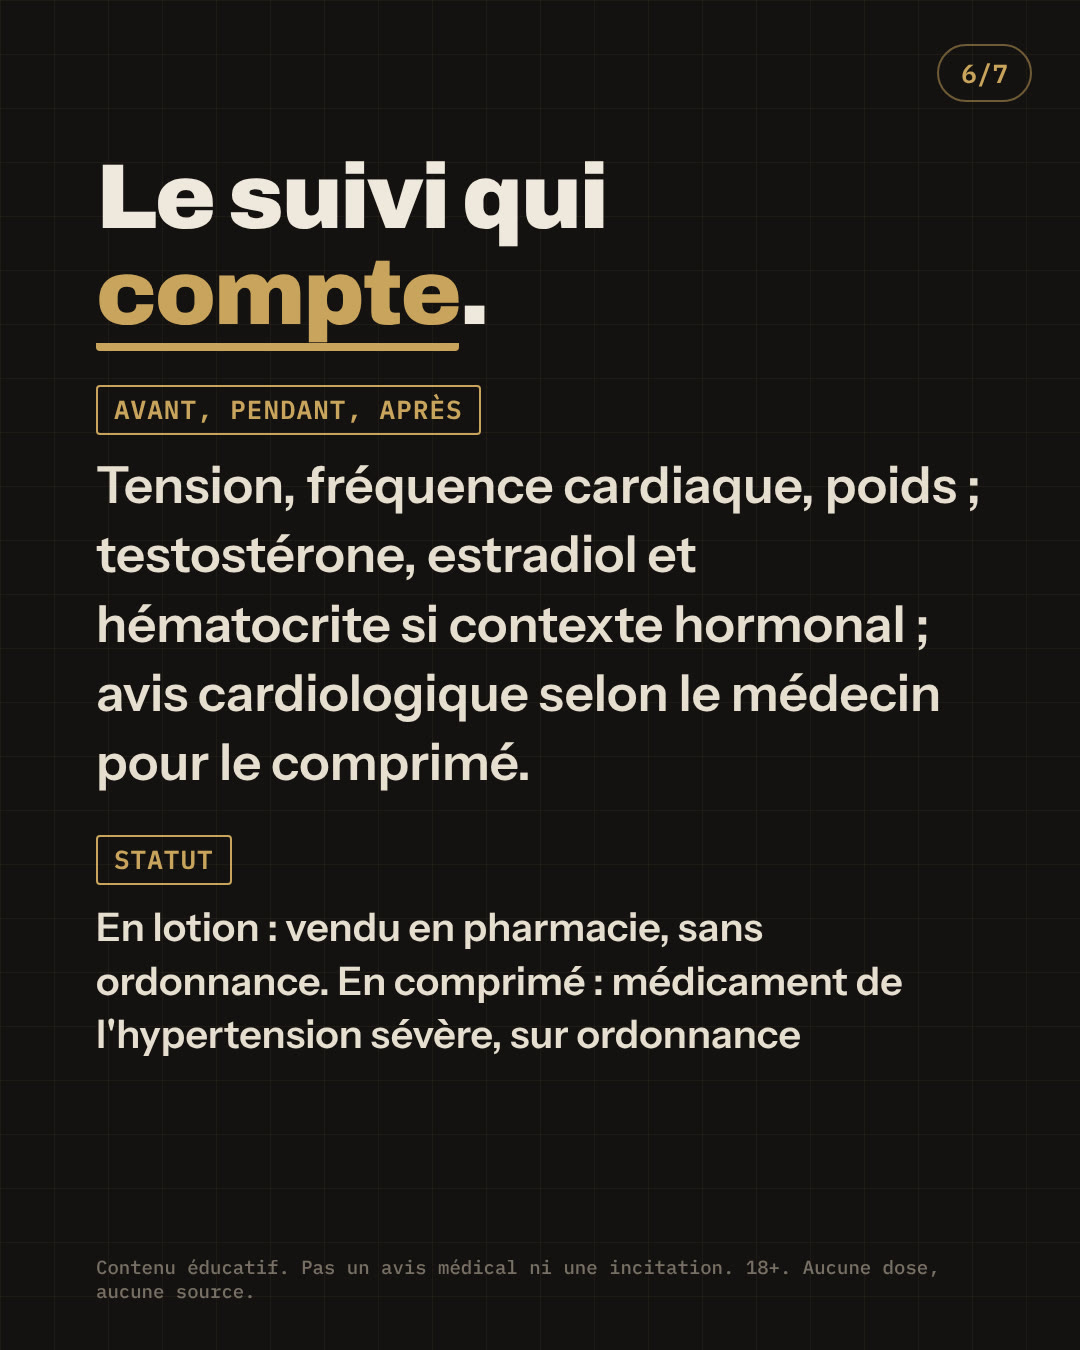 6/7
Le suivi qui
compte.
AVANT, PENDANT, APRÈS
Tension, fréquence cardiaque, poids ;
testostérone, estradiol et
hématocrite si contexte hormonal ;
avis cardiologique selon le médecin
pour le comprimé.
STATUT
En lotion : vendu en pharmacie, sans
ordonnance. En comprimé : médicament de
l'hypertension sévère, sur ordonnance
Contenu éducatif. Pas un avis médical ni une incitation. 18+. Aucune dose,
aucune source.